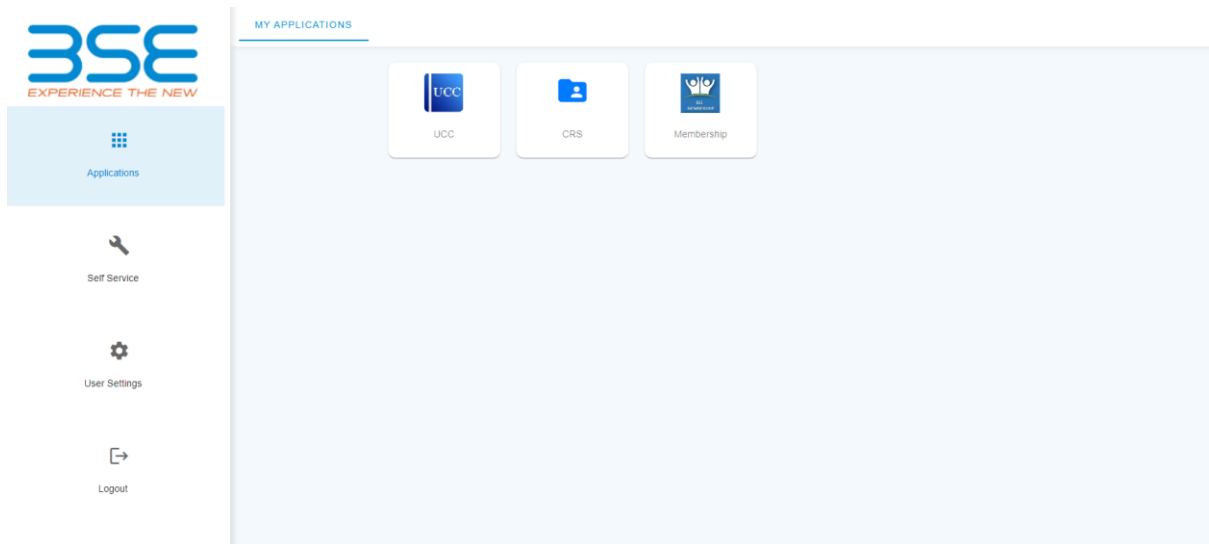 BSE
EXPERIENCE THE NEW
MY APPLICATIONS
Applications
Self Service
User Settings
Logout
UCC
UCC
CRS
Membership